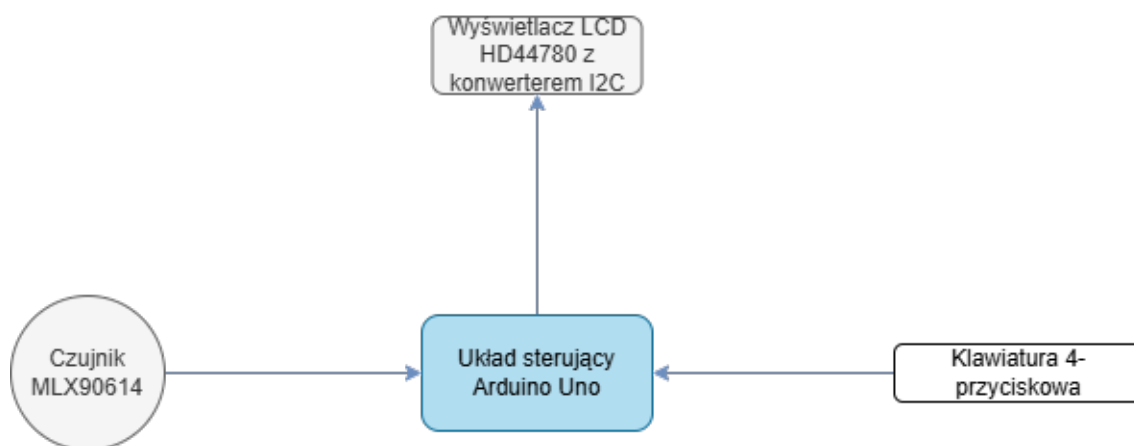 Wyświetlacz LCD
HD44780 z
konwerterem I2C
Czujnik
MLX90614
Układ sterujący
Arduino Uno
Klawiatura 4-
przyciskowa